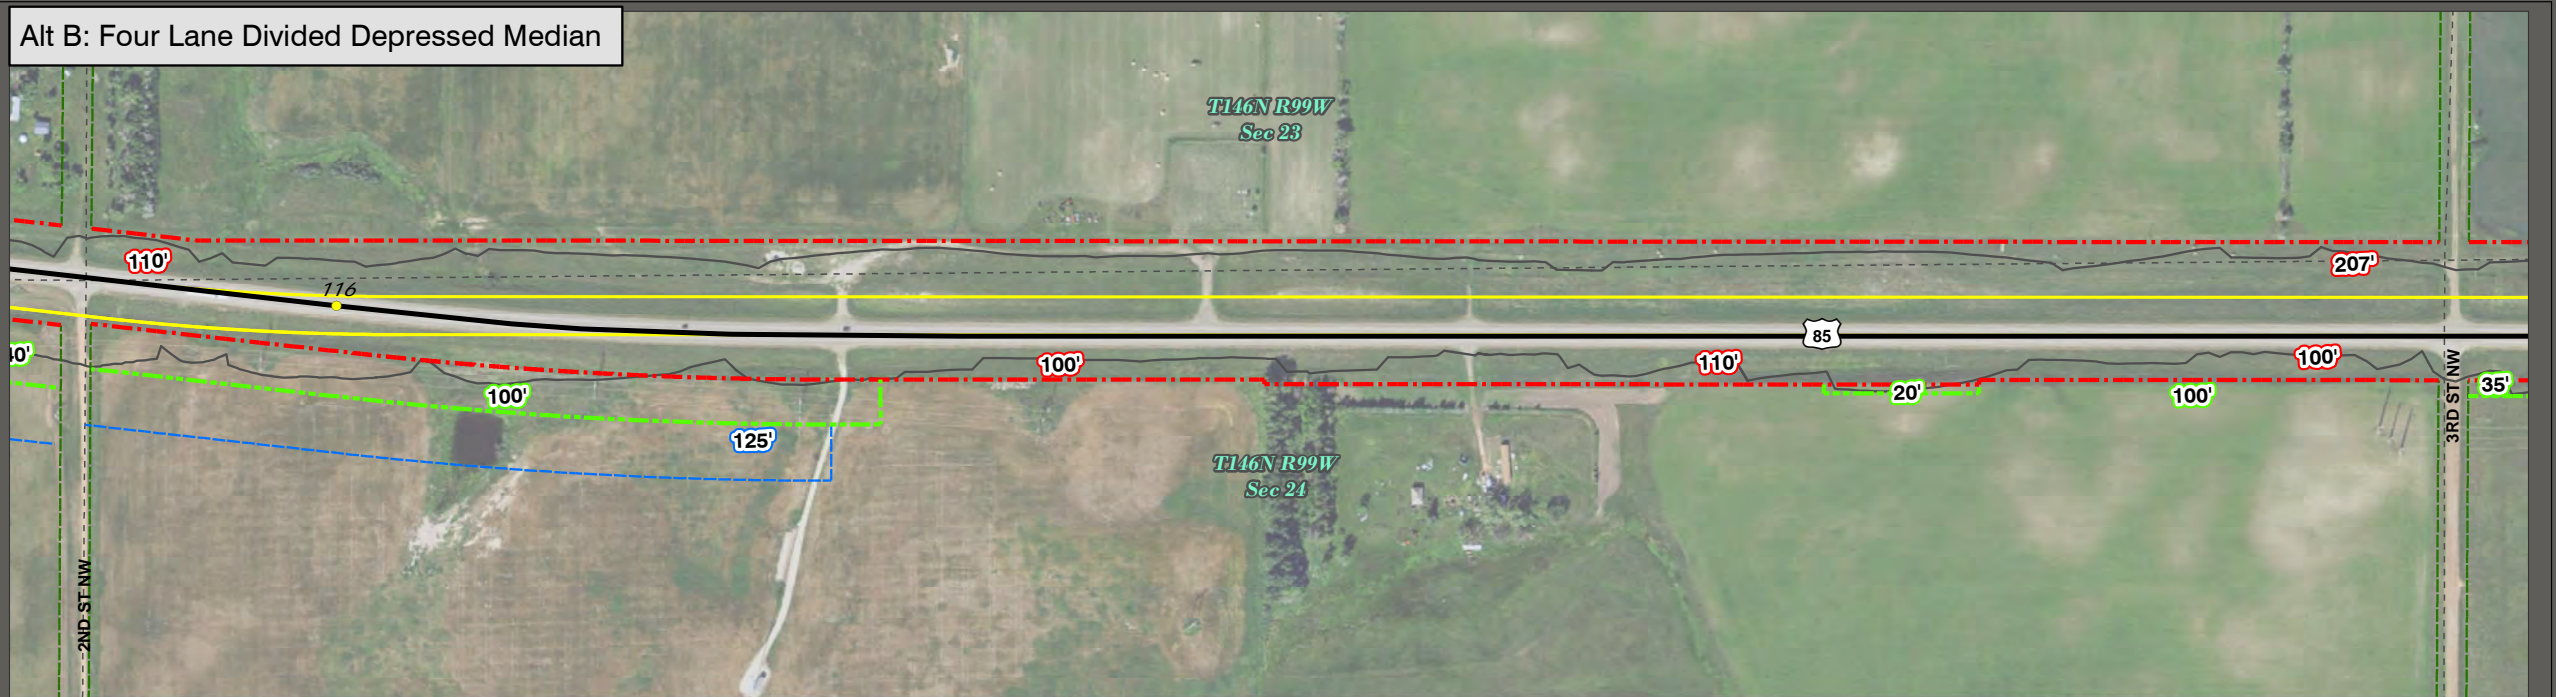 Alt B: Four Lane Divided Depressed Median
T146N R99W
Sec 23
110'
207'
116
85
40'
100'
110'
100'
100'
20'
100'
35'
125'
T146N R99W
Sec 24
2ND ST NW
3RD ST NW